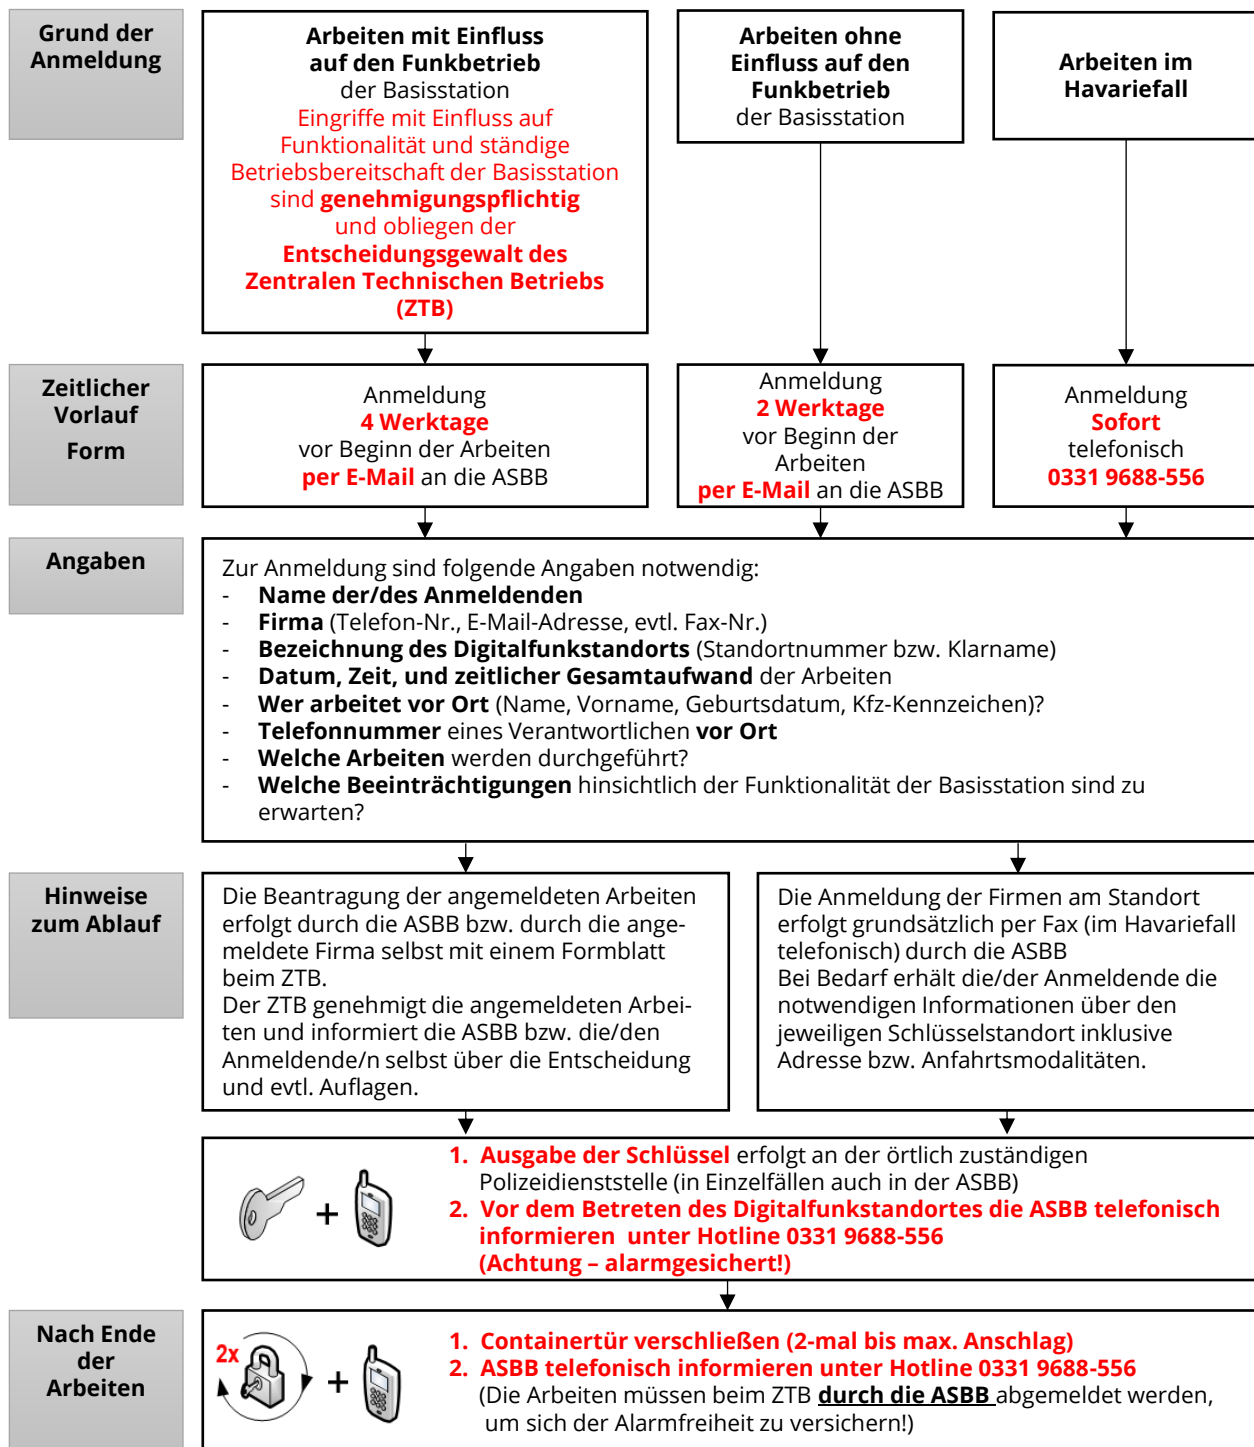 Grund der
Anmeldung
Arbeiten mit Einfluss
auf den Funkbetrieb
der Basisstation
Eingriffe mit Einfluss auf
Funktionalität und ständige
Betriebsbereitschaft der Basisstation
sind genehmigungspflichtig
und obliegen der
Entscheidungsgewalt des
Zentralen Technischen Betriebs
(ZTB)
Arbeiten ohne
Einfluss auf den
Funkbetrieb
der Basisstation
Arbeiten im
Havariefall
Zeitlicher
Vorlauf
Form
Anmeldung
4 Werktage
vor Beginn der Arbeiten
per E-Mail an die ASBB
Anmeldung
2 Werktage
vor Beginn der
Arbeiten
per E-Mail an die ASBB
Anmeldung
Sofort
telefonisch
0331 9688-556
Angaben
Zur Anmeldung sind folgende Angaben notwendig:
- Name der/des Anmeldenden
- Firma (Telefon-Nr., E-Mail-Adresse, evtl. Fax-Nr.)
- Bezeichnung des Digitalfunkstandorts (Standortnummer bzw. Klarname)
- Datum, Zeit, und zeitlicher Gesamtaufwand der Arbeiten
- Wer arbeitet vor Ort (Name, Vorname, Geburtsdatum, Kfz-Kennzeichen)?
- Telefonnummer eines Verantwortlichen vor Ort
- Welche Arbeiten werden durchgeführt?
- Welche Beeinträchtigungen hinsichtlich der Funktionalität der Basisstation sind zu
erwarten?
Hinweise
zum Ablauf
Die Beantragung der angemeldeten Arbeiten
erfolgt durch die ASBB bzw. durch die ange-
meldete Firma selbst mit einem Formblatt
beim ZTB.
Der ZTB genehmigt die angemeldeten Arbei-
ten und informiert die ASBB bzw. die/den
Anmeldende/n selbst über die Entscheidung
und evtl. Auflagen.
Die Anmeldung der Firmen am Standort
erfolgt grundsätzlich per Fax (im Havariefall
telefonisch) durch die ASBB
Bei Bedarf erhält die/der Anmeldende die
notwendigen Informationen über den
jeweiligen Schlüsselstandort inklusive
Adresse bzw. Anfahrtsmodalitäten.
+
1. Ausgabe der Schlüssel erfolgt an der örtlich zuständigen
Polizeidienststelle (in Einzelfällen auch in der ASBB)
2. Vor dem Betreten des Digitalfunkstandortes die ASBB telefonisch
informieren unter Hotline 0331 9688-556
(Achtung – alarmgesichert!)
Nach Ende
der
Arbeiten
2x
+
1. Containertür verschließen (2-mal bis max. Anschlag)
2. ASBB telefonisch informieren unter Hotline 0331 9688-556
(Die Arbeiten müssen beim ZTB durch die ASBB abgemeldet werden,
um sich der Alarmfreiheit zu versichern!)